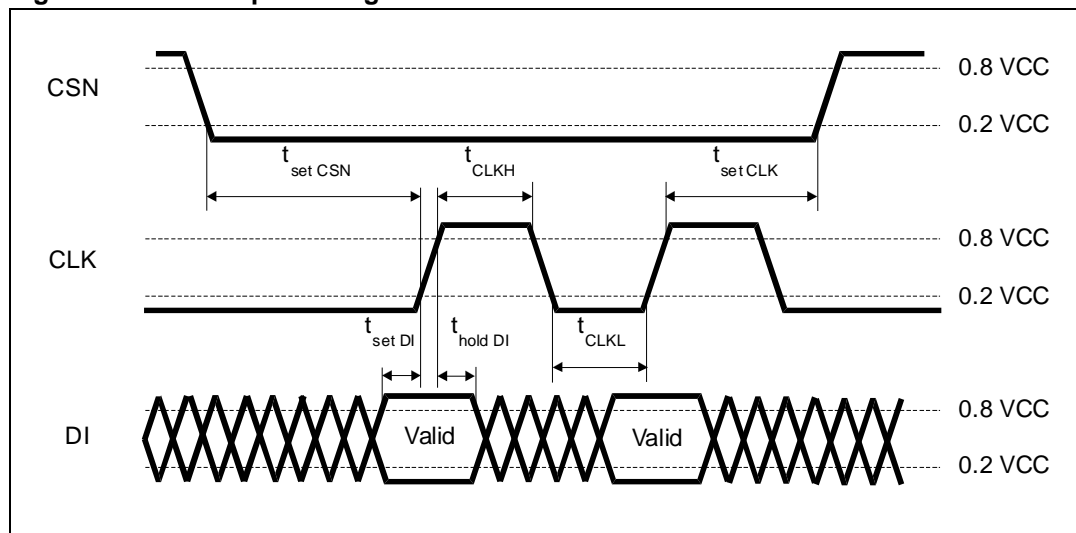 CSN
0.8 VCC
0.2 VCC
t set CSN
t CLKH
t set CLK
CLK
0.8 VCC
0.2 VCC
t set DI
t hold DI
t CLKL
DI
Valid
Valid
0.8 VCC
0.2 VCC